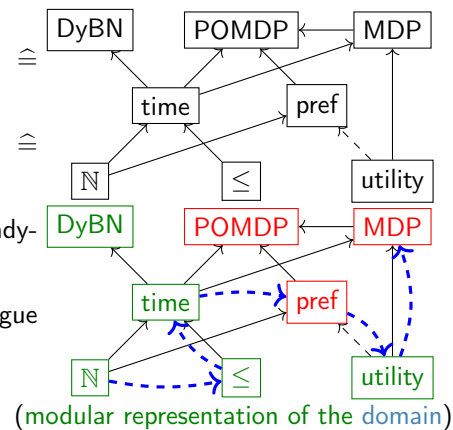 DyBN POMDP MDP
≙
time pref
≙
ℕ ≤ utility
dy- DyBN POMDP MDP
time pref
gue
ℕ ≤ utility
(modular representation of the domain)